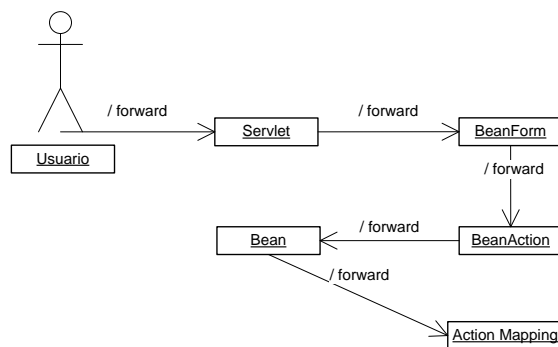 / forward
/ forward
Usuario
Servlet
BeanForm
/ forward
/ forward
Bean
BeanAction
/ forward
Action Mapping